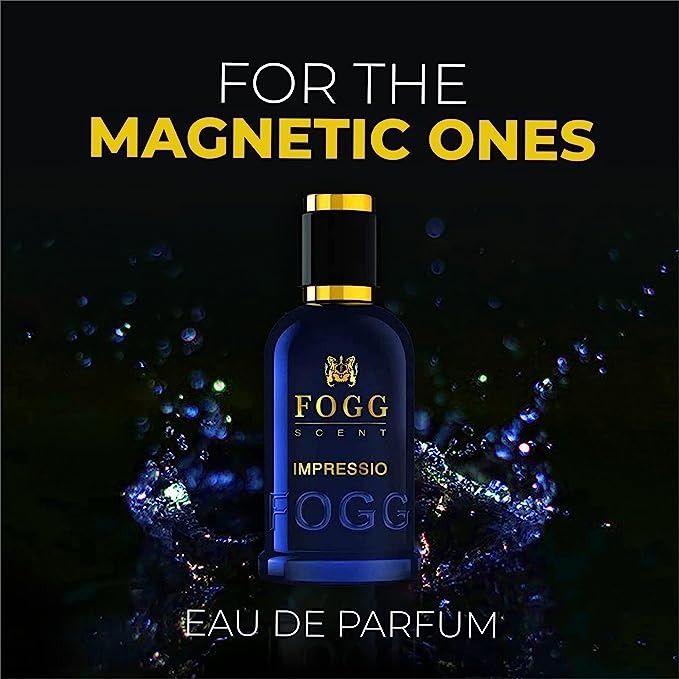 FOR THE
MAGNETIC ONES
FOGG
SCENT
IMPRESSIO
FOGG
EAU DE PARFUM